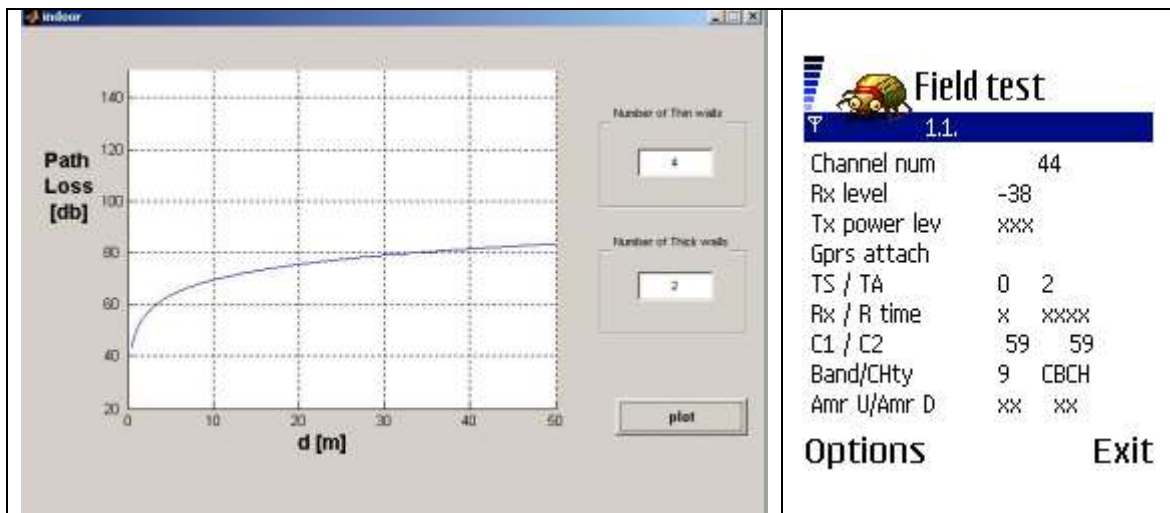 indoor
140
120
100
80
60
40
20
Path
Loss
[db]
0 10 20 30 40 50
d [m]
Number of Thin walls
4
Number of Thick walls
2
plot
Field test
1.1.
Channel num 44
Rx level -38
Tx power lev xxx
Gprs attach
TS / TA 0 2
Rx / R time x xxxx
C1 / C2 59 59
Band/CHty 9 CBCH
Amr U/Amr D xx xx
Options Exit